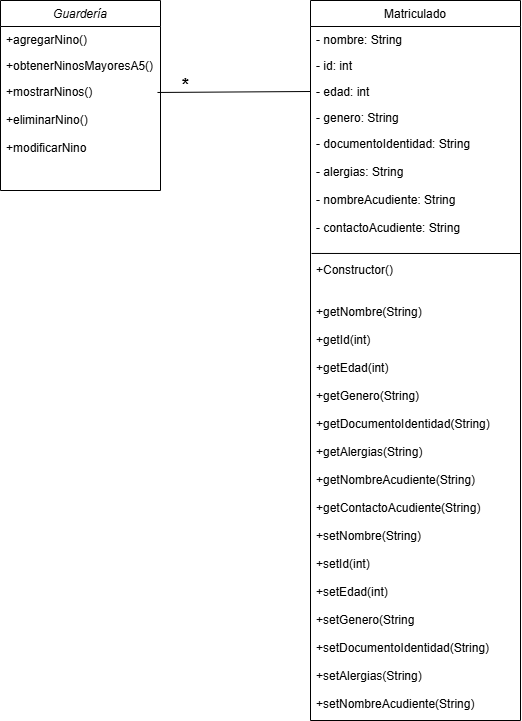 Guardería
+agregarNino()
+obtenerNinosMayoresA5()
+mostrarNinos()
+eliminarNino()
+modificarNino
*
Matriculado
- nombre: String
- id: int
- edad: int
- genero: String
- documentoIdentidad: String
- alergias: String
- nombreAcudiente: String
- contactoAcudiente: String
+Constructor()
+getNombre(String)
+getId(int)
+getEdad(int)
+getGenero(String)
+getDocumentoIdentidad(String)
+getAlergias(String)
+getNombreAcudiente(String)
+getContactoAcudiente(String)
+setNombre(String)
+setId(int)
+setEdad(int)
+setGenero(String
+setDocumentoIdentidad(String)
+setAlergias(String)
+setNombreAcudiente(String)